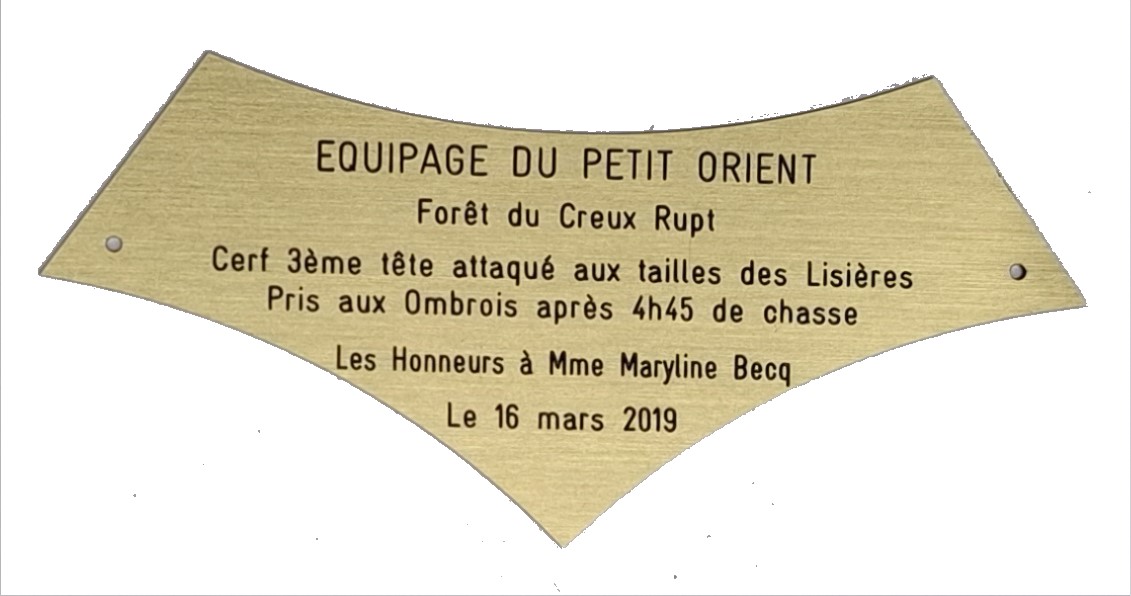 EQUIPAGE DU PETIT ORIENT
Forêt du Creux Rupt
Cerf 3ème tête attaqué aux tailles des Lisières
Pris aux Ombrois après 4h45 de chasse
Les Honneurs à Mme Maryline Becq
Le 16 mars 2019